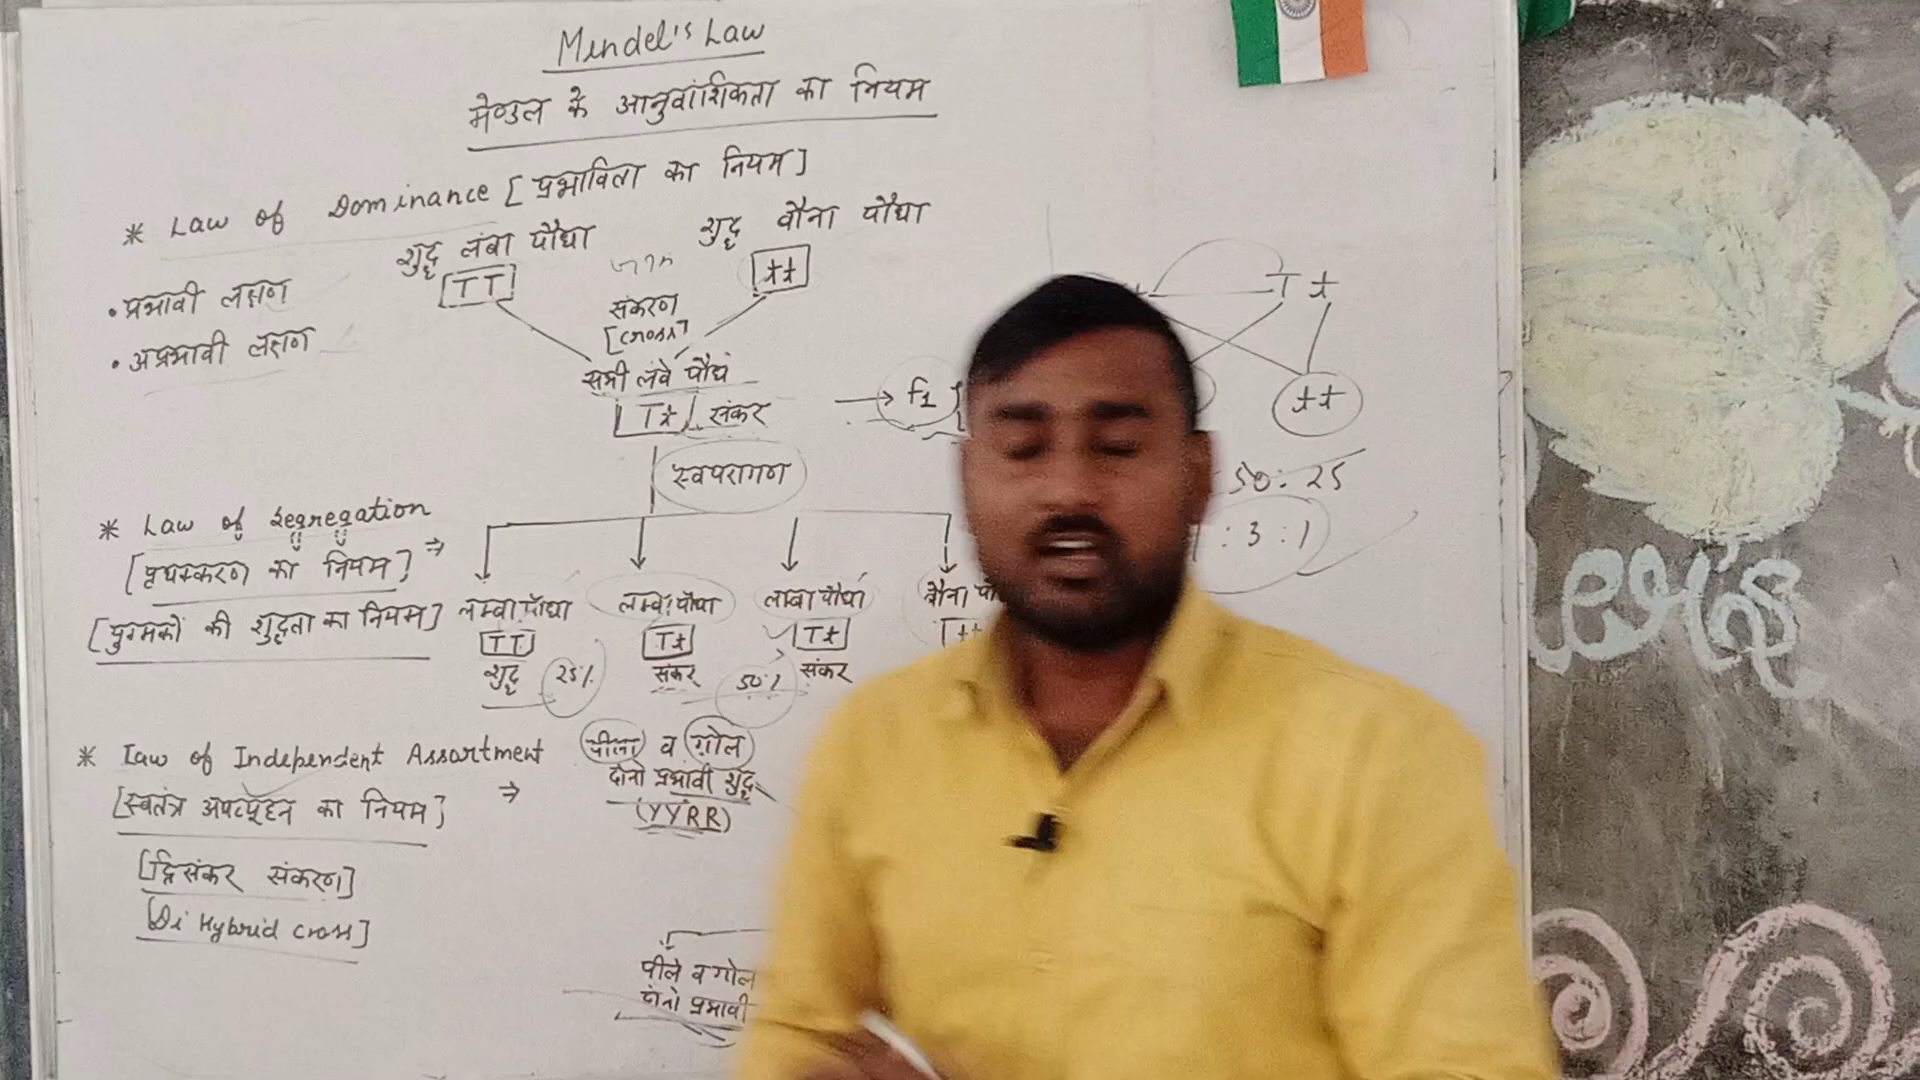 Mendel's Law
मेण्डल के आनुवांशिकता का नियम
* Law of Dominance [प्रभाविता का नियम]
शुद्ध लंबा पौधा
शुद्ध बौना पौधा
[TT]
tt
• प्रभावी लक्षण
• अप्रभावी लक्षण
संकरण
[cross]
सभी लंबे पौधे
Tt संकर
→ F1
स्वपरागण
Tt
tt
50:25
: 3 : 1
* Law of Segregation
[पृथक्करण का नियम] ⇒
[युग्मकों की शुद्धता का नियम]
लम्बा पौधा
लम्बे पौधा
लम्बा पौधा
बौना पौ
TT
Tt
Tt
शुद्ध 25%
संकर
50%
संकर
* Law of Independent Assortment
[स्वतंत्र अपव्यूहन का नियम] ⇒
पीला व गोल
दोनो प्रभावी शुद्ध
(YYRR)
[द्विसंकर संकरण]
[Di Hybrid cross]
पीले व गोल
दोनो प्रभावी